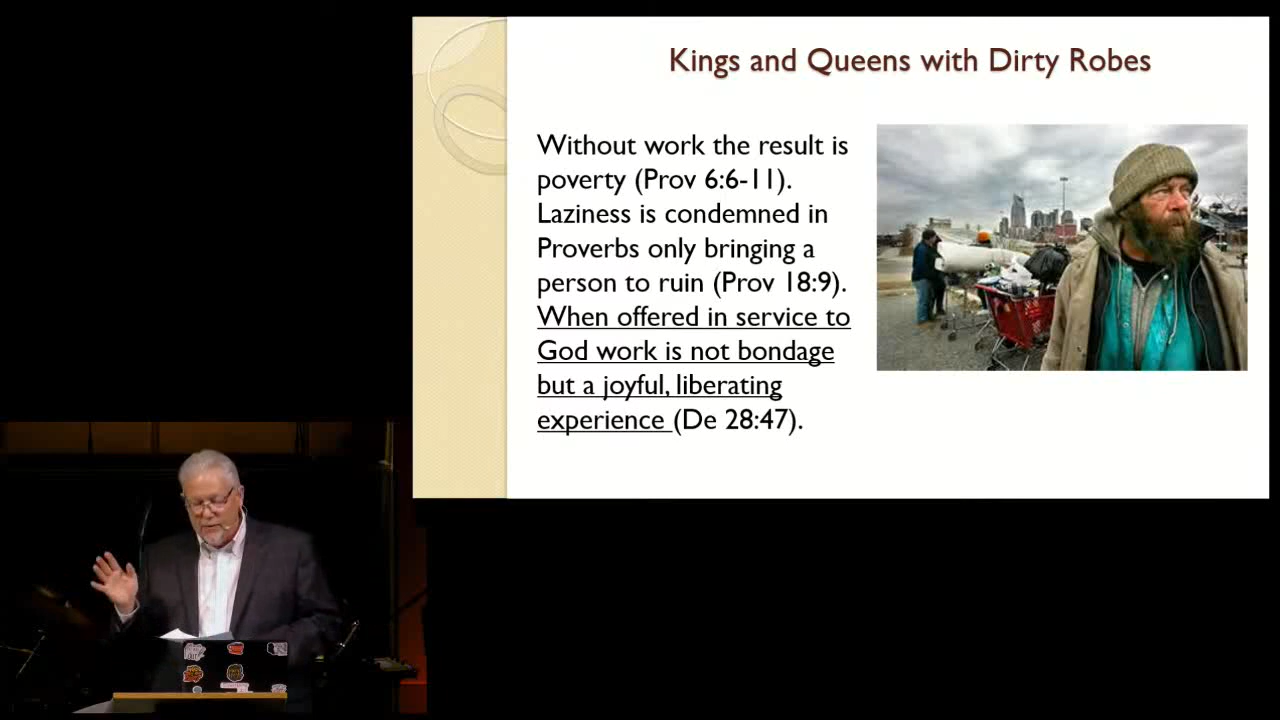 Kings and Queens with Dirty Robes
Without work the result is
poverty (Prov 6:6-11).
Laziness is condemned in
Proverbs only bringing a
person to ruin (Prov 18:9).
When offered in service to
God work is not bondage
but a joyful, liberating
experience (De 28:47).